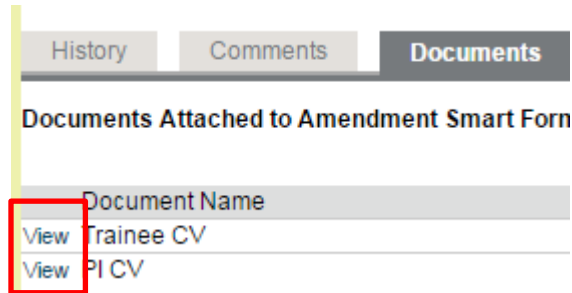 History Comments Documents
Documents Attached to Amendment Smart Form
Document Name
View Trainee CV
View PI CV